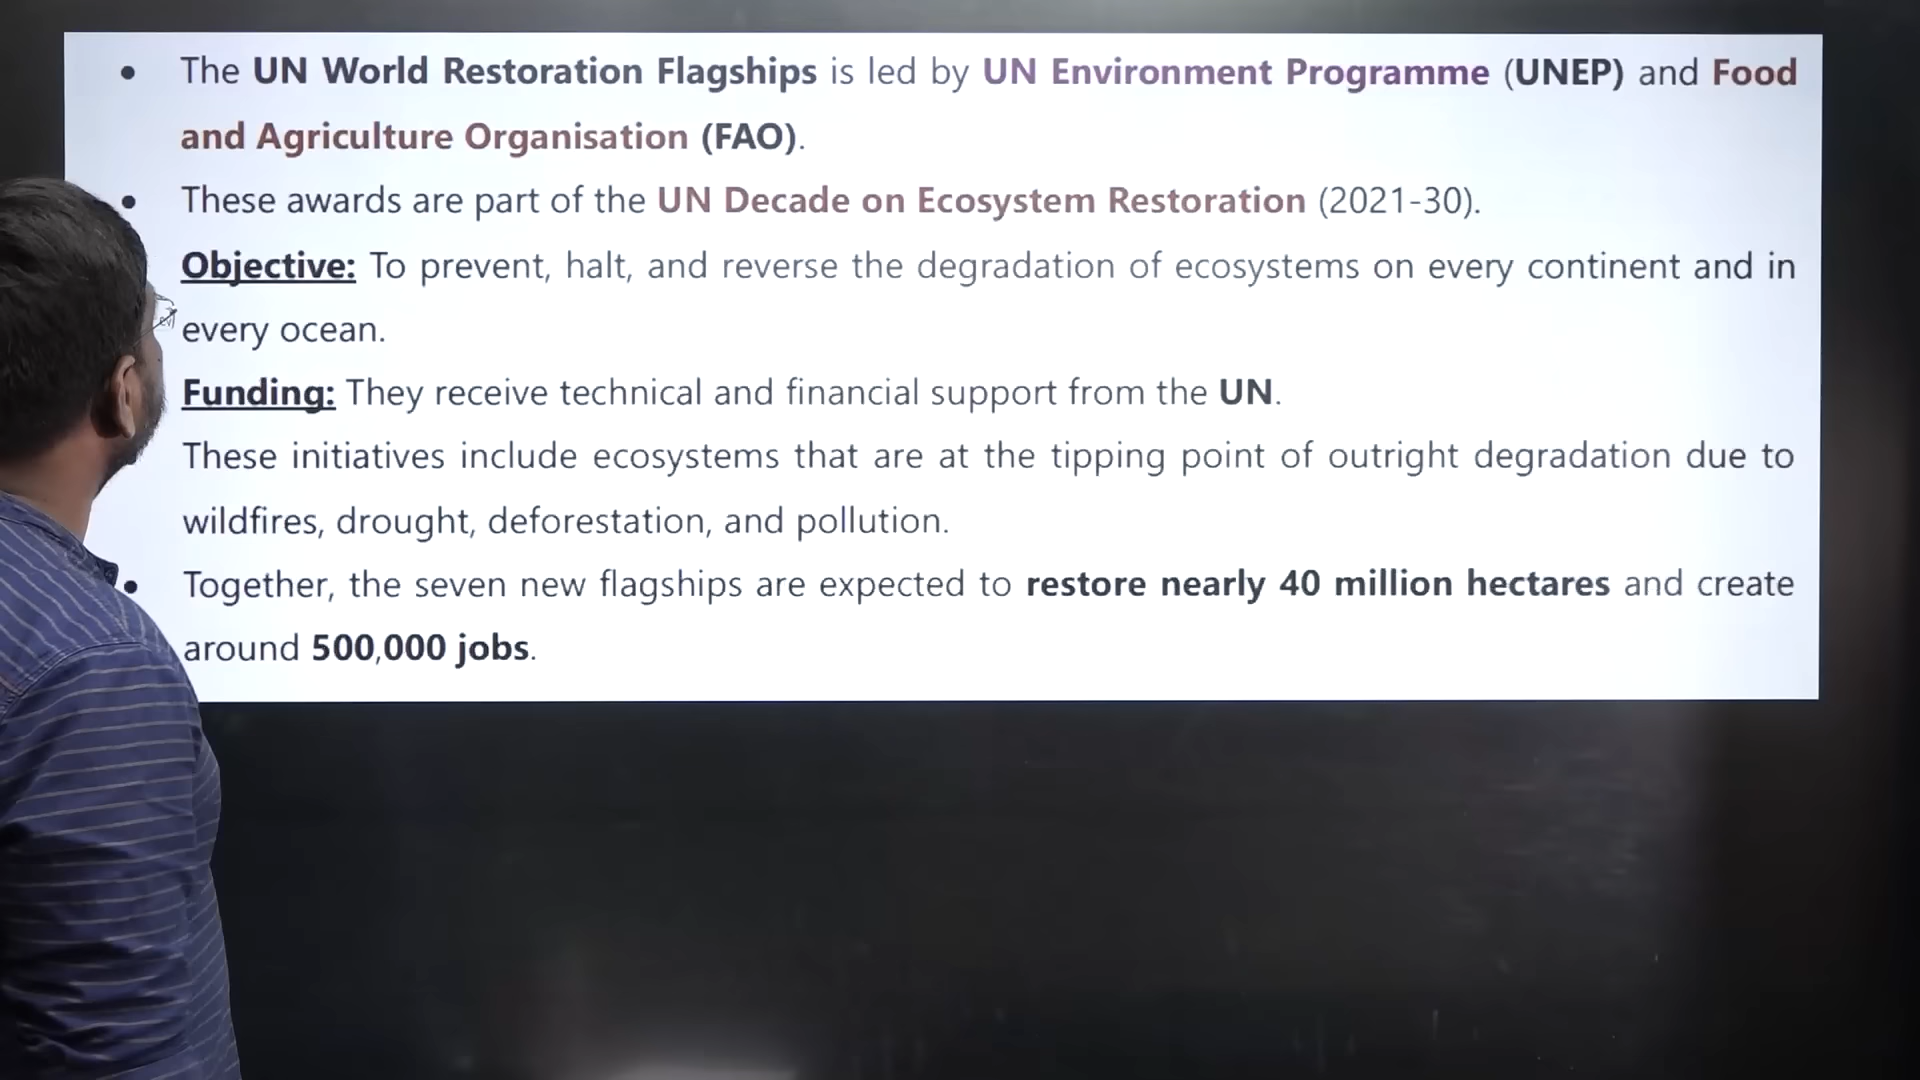 • The UN World Restoration Flagships is led by UN Environment Programme (UNEP) and Food
and Agriculture Organisation (FAO).
• These awards are part of the UN Decade on Ecosystem Restoration (2021-30).
Objective: To prevent, halt, and reverse the degradation of ecosystems on every continent and in
every ocean.
Funding: They receive technical and financial support from the UN.
These initiatives include ecosystems that are at the tipping point of outright degradation due to
wildfires, drought, deforestation, and pollution.
• Together, the seven new flagships are expected to restore nearly 40 million hectares and create
around 500,000 jobs.